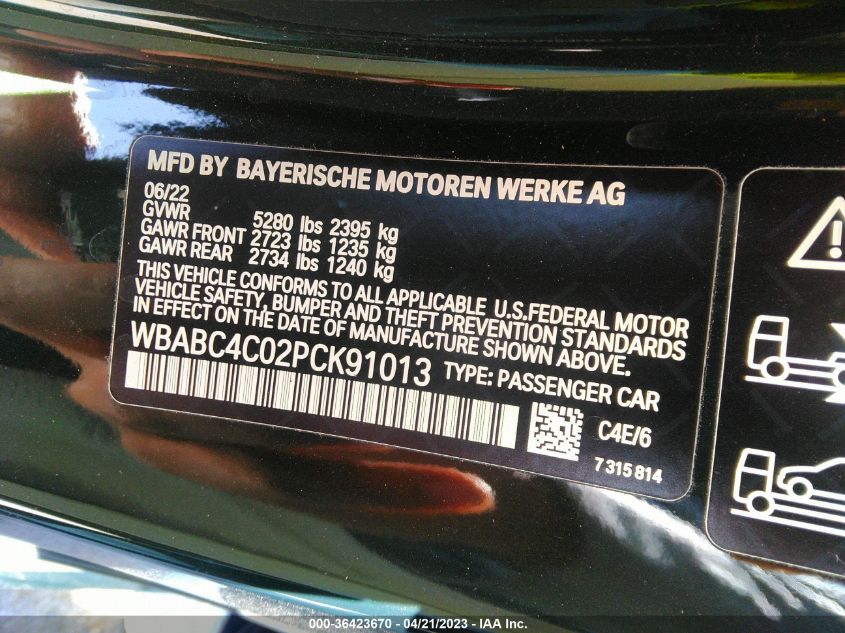 MFD BY BAYERISCHE MOTOREN WERKE AG
06/22
GVWR 5280 lbs 2395 kg
GAWR FRONT 2723 lbs 1235 kg
GAWR REAR 2734 lbs 1240 kg
THIS VEHICLE CONFORMS TO ALL APPLICABLE U.S.FEDERAL MOTOR
VEHICLE SAFETY, BUMPER AND THEFT PREVENTION STANDARDS
IN EFFECT ON THE DATE OF MANUFACTURE SHOWN ABOVE.
WBABC4C02PCK91013 TYPE: PASSENGER CAR
C4E/6
7 315 814
000-36423670 - 04/21/2023 - IAA Inc.